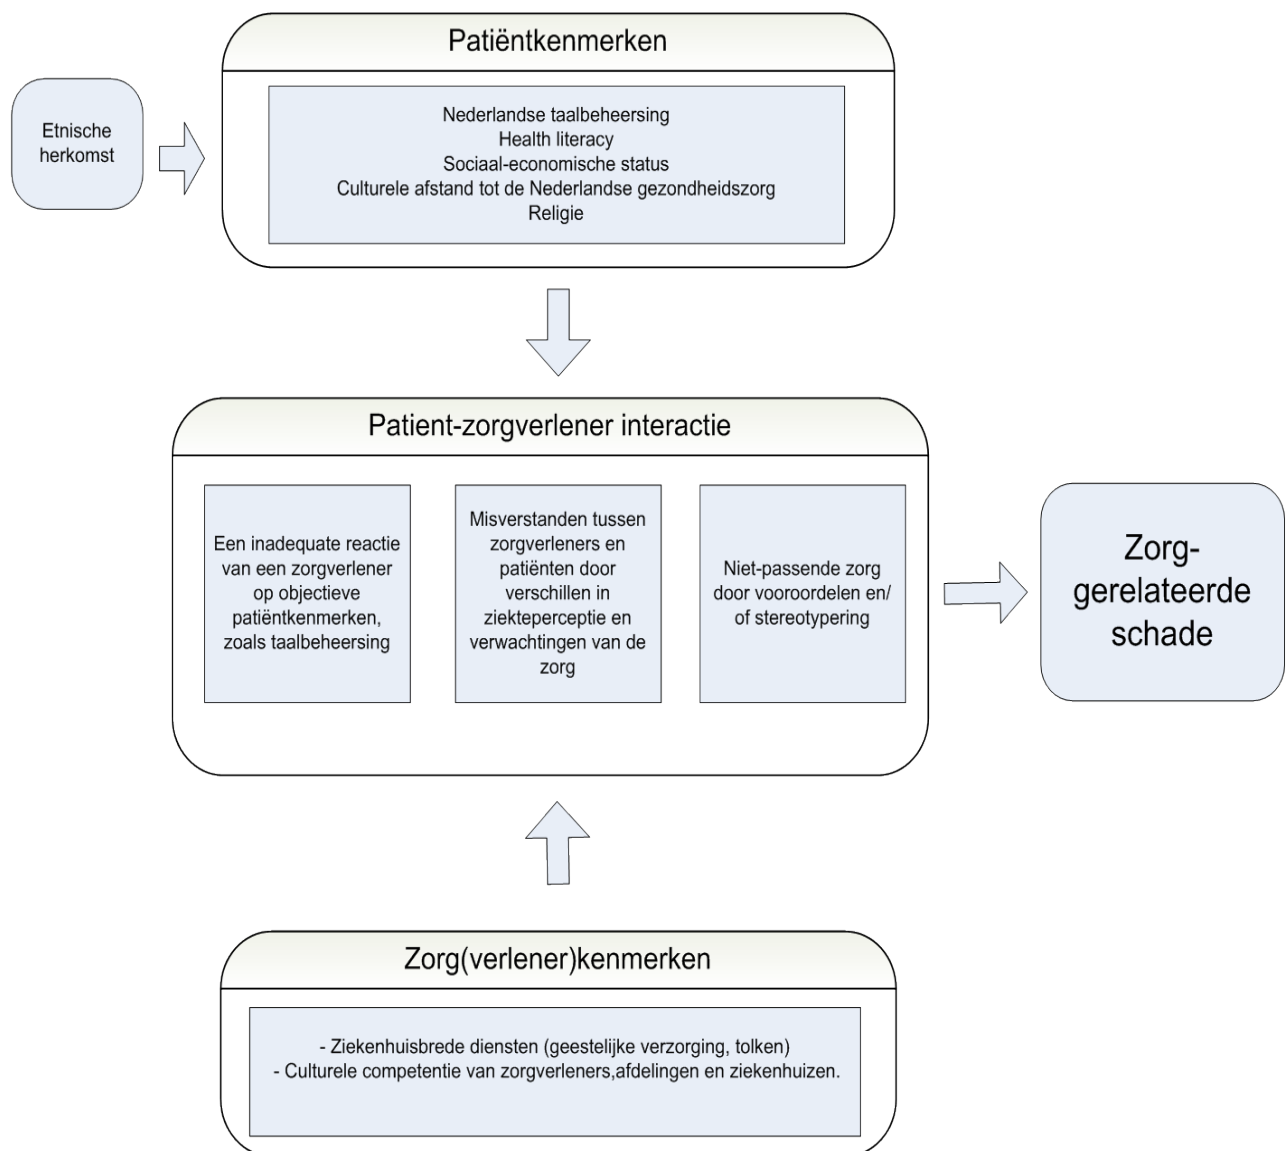 Patiëntkenmerken
Etnische
herkomst
Nederlandse taalbeheersing
Health literacy
Sociaal-economische status
Culturele afstand tot de Nederlandse gezondheidszorg
Religie
Patient-zorgverlener interactie
Een inadequate reactie
van een zorgverlener
op objectieve
patiëntkenmerken,
zoals taalbeheersing
Misverstanden tussen
zorgverleners en
patiënten door
verschillen in
ziekteperceptie en
verwachtingen van de
zorg
Niet-passende zorg
door vooroordelen en/
of stereotypering
Zorg-
gerelateerde
schade
Zorg(verlener)kenmerken
- Ziekenhuisbrede diensten (geestelijke verzorging, tolken)
- Culturele competentie van zorgverleners,afdelingen en ziekenhuizen.